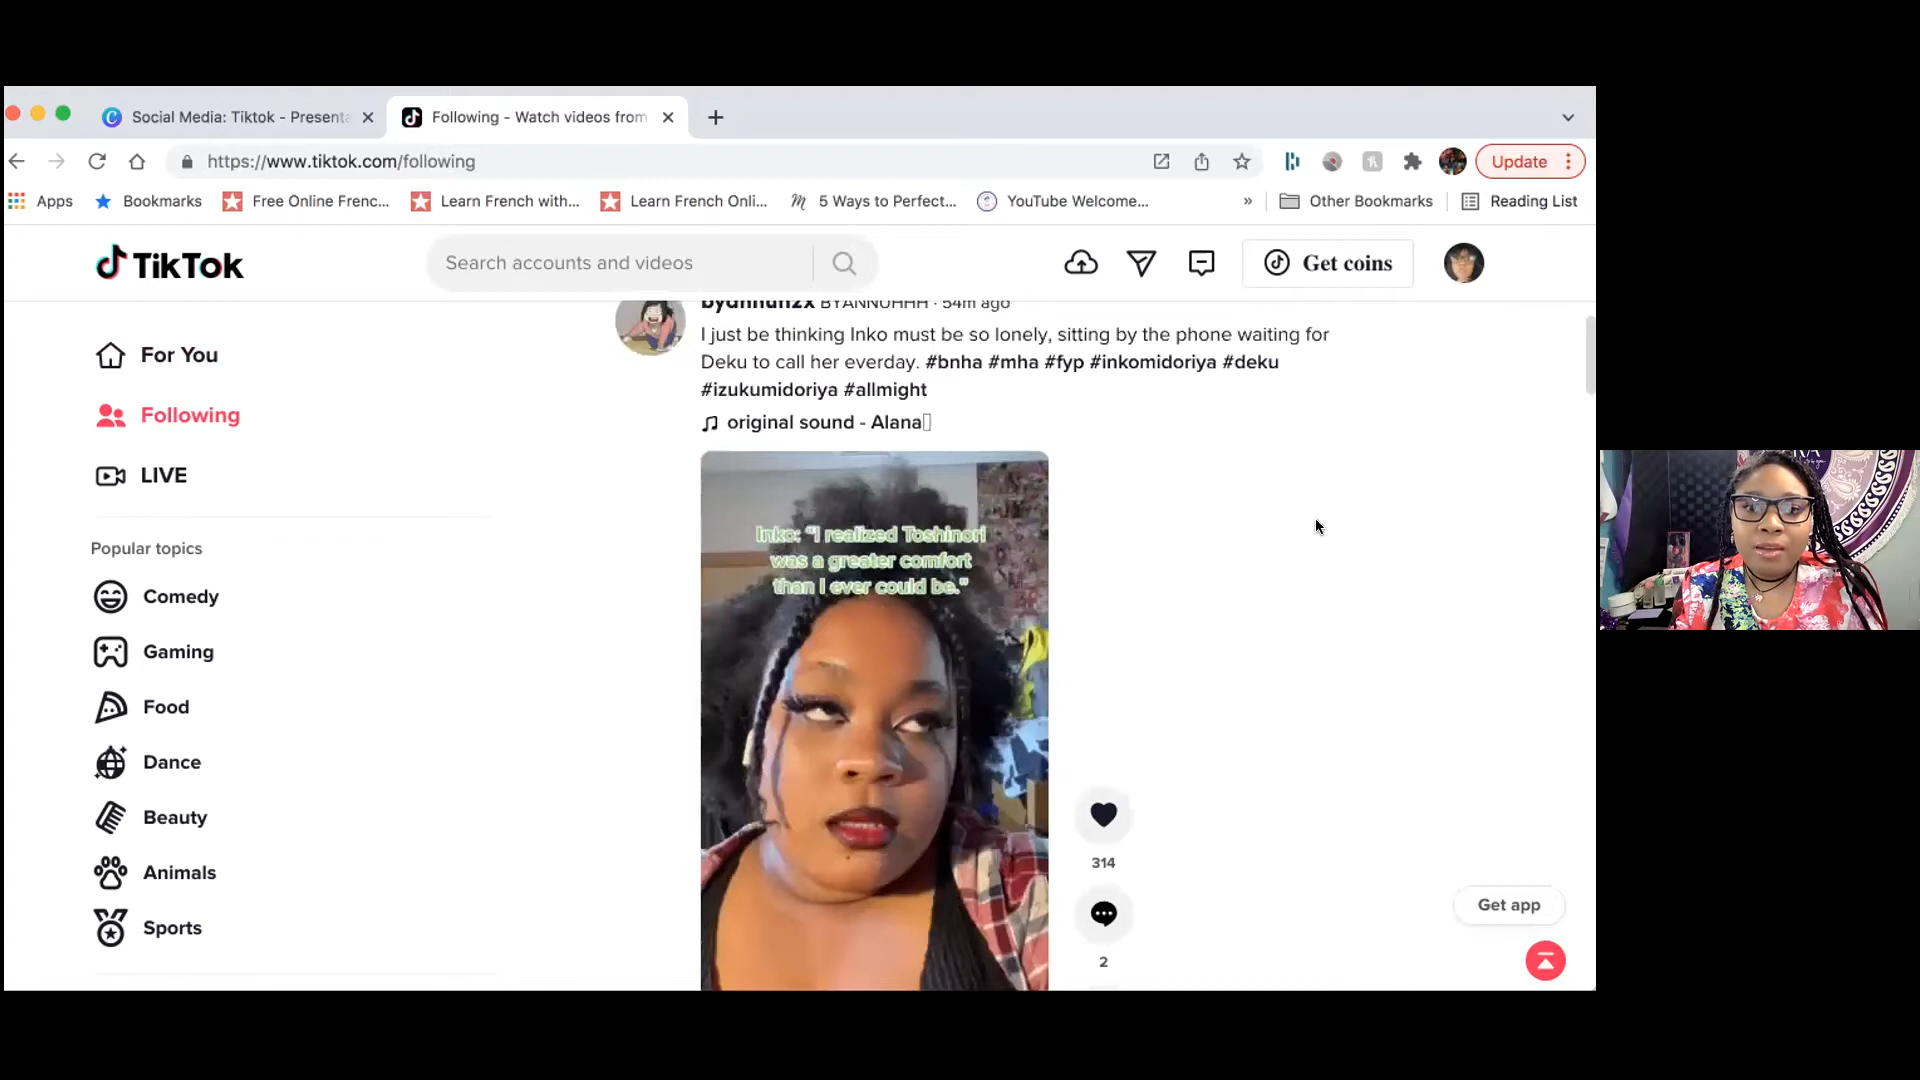 Social Media: Tiktok - Presenta
Following - Watch videos from
https://www.tiktok.com/following
Update
Apps
Bookmarks
Free Online Frenc...
Learn French with...
Learn French Onli...
5 Ways to Perfect...
YouTube Welcome...
»
Other Bookmarks
Reading List
TikTok
Search accounts and videos
Get coins
For You
Following
LIVE
Popular topics
Comedy
Gaming
Food
Dance
Beauty
Animals
Sports
BYANNUHHH · 54m ago
I just be thinking Inko must be so lonely, sitting by the phone waiting for
Deku to call her everday. #bnha #mha #fyp #inkomidoriya #deku
#izukumidoriya #allmight
original sound - Alana
Inko: "I realized Toshinori
was a greater comfort
than I ever could be."
314
2
Get app